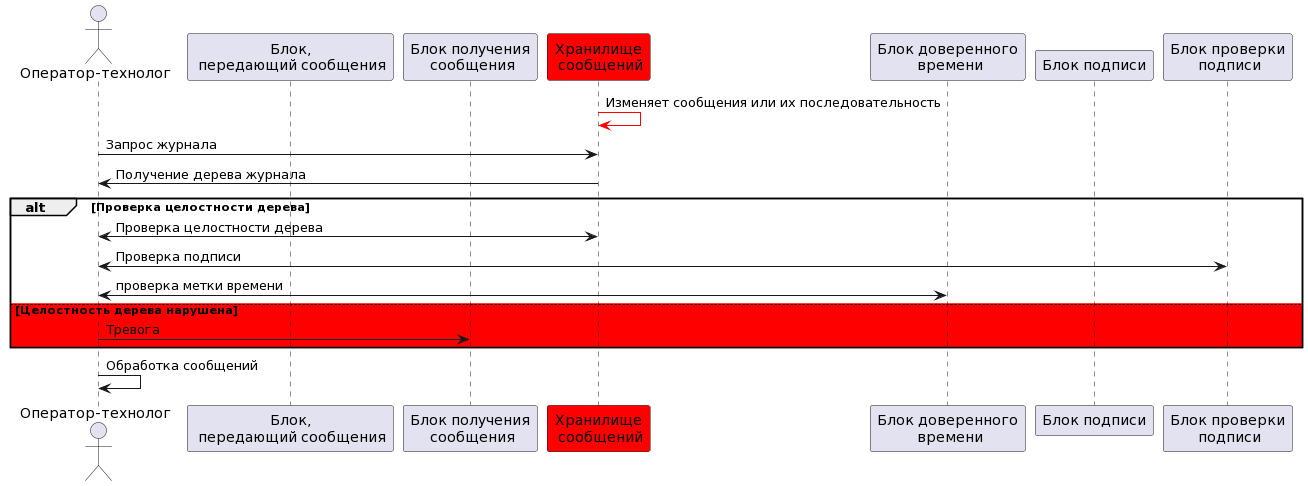 Оператор-технолог
Блок,
передающий сообщения
Блок получения
сообщения
Хранилище
сообщений
Блок доверенного
времени
Блок подписи
Блок проверки
подписи
Изменяет сообщения или их последовательность
Запрос журнала
Получение дерева журнала
alt
[Проверка целостности дерева]
Проверка целостности дерева
Проверка подписи
проверка метки времени
[Целостность дерева нарушена]
Тревога
Обработка сообщений
Оператор-технолог
Блок,
передающий сообщения
Блок получения
сообщения
Хранилище
сообщений
Блок доверенного
времени
Блок подписи
Блок проверки
подписи